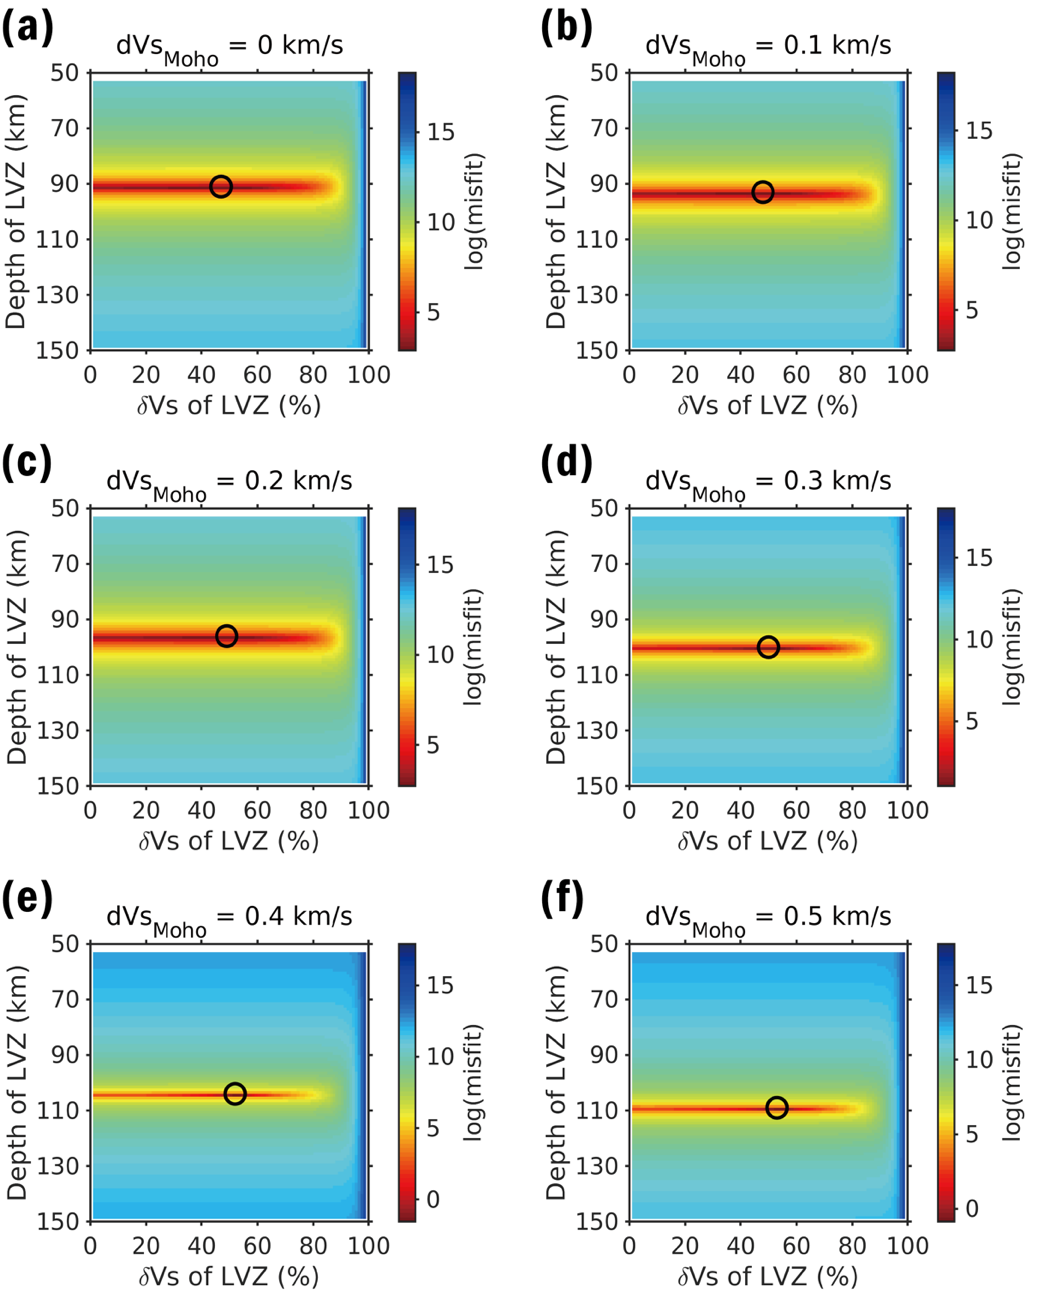 (a)
dVsMoho = 0 km/s
50
70
90
110
130
150
0 20 40 60 80 100
Depth of LVZ (km)
δVs of LVZ (%)
15
10
5
log(misfit)
(b)
dVsMoho = 0.1 km/s
50
70
90
110
130
150
0 20 40 60 80 100
Depth of LVZ (km)
δVs of LVZ (%)
15
10
5
log(misfit)
(c)
dVsMoho = 0.2 km/s
50
70
90
110
130
150
0 20 40 60 80 100
Depth of LVZ (km)
δVs of LVZ (%)
15
10
5
log(misfit)
(d)
dVsMoho = 0.3 km/s
50
70
90
110
130
150
0 20 40 60 80 100
Depth of LVZ (km)
δVs of LVZ (%)
15
10
5
log(misfit)
(e)
dVsMoho = 0.4 km/s
50
70
90
110
130
150
0 20 40 60 80 100
Depth of LVZ (km)
δVs of LVZ (%)
15
10
5
0
log(misfit)
(f)
dVsMoho = 0.5 km/s
50
70
90
110
130
150
0 20 40 60 80 100
Depth of LVZ (km)
δVs of LVZ (%)
15
10
5
0
log(misfit)